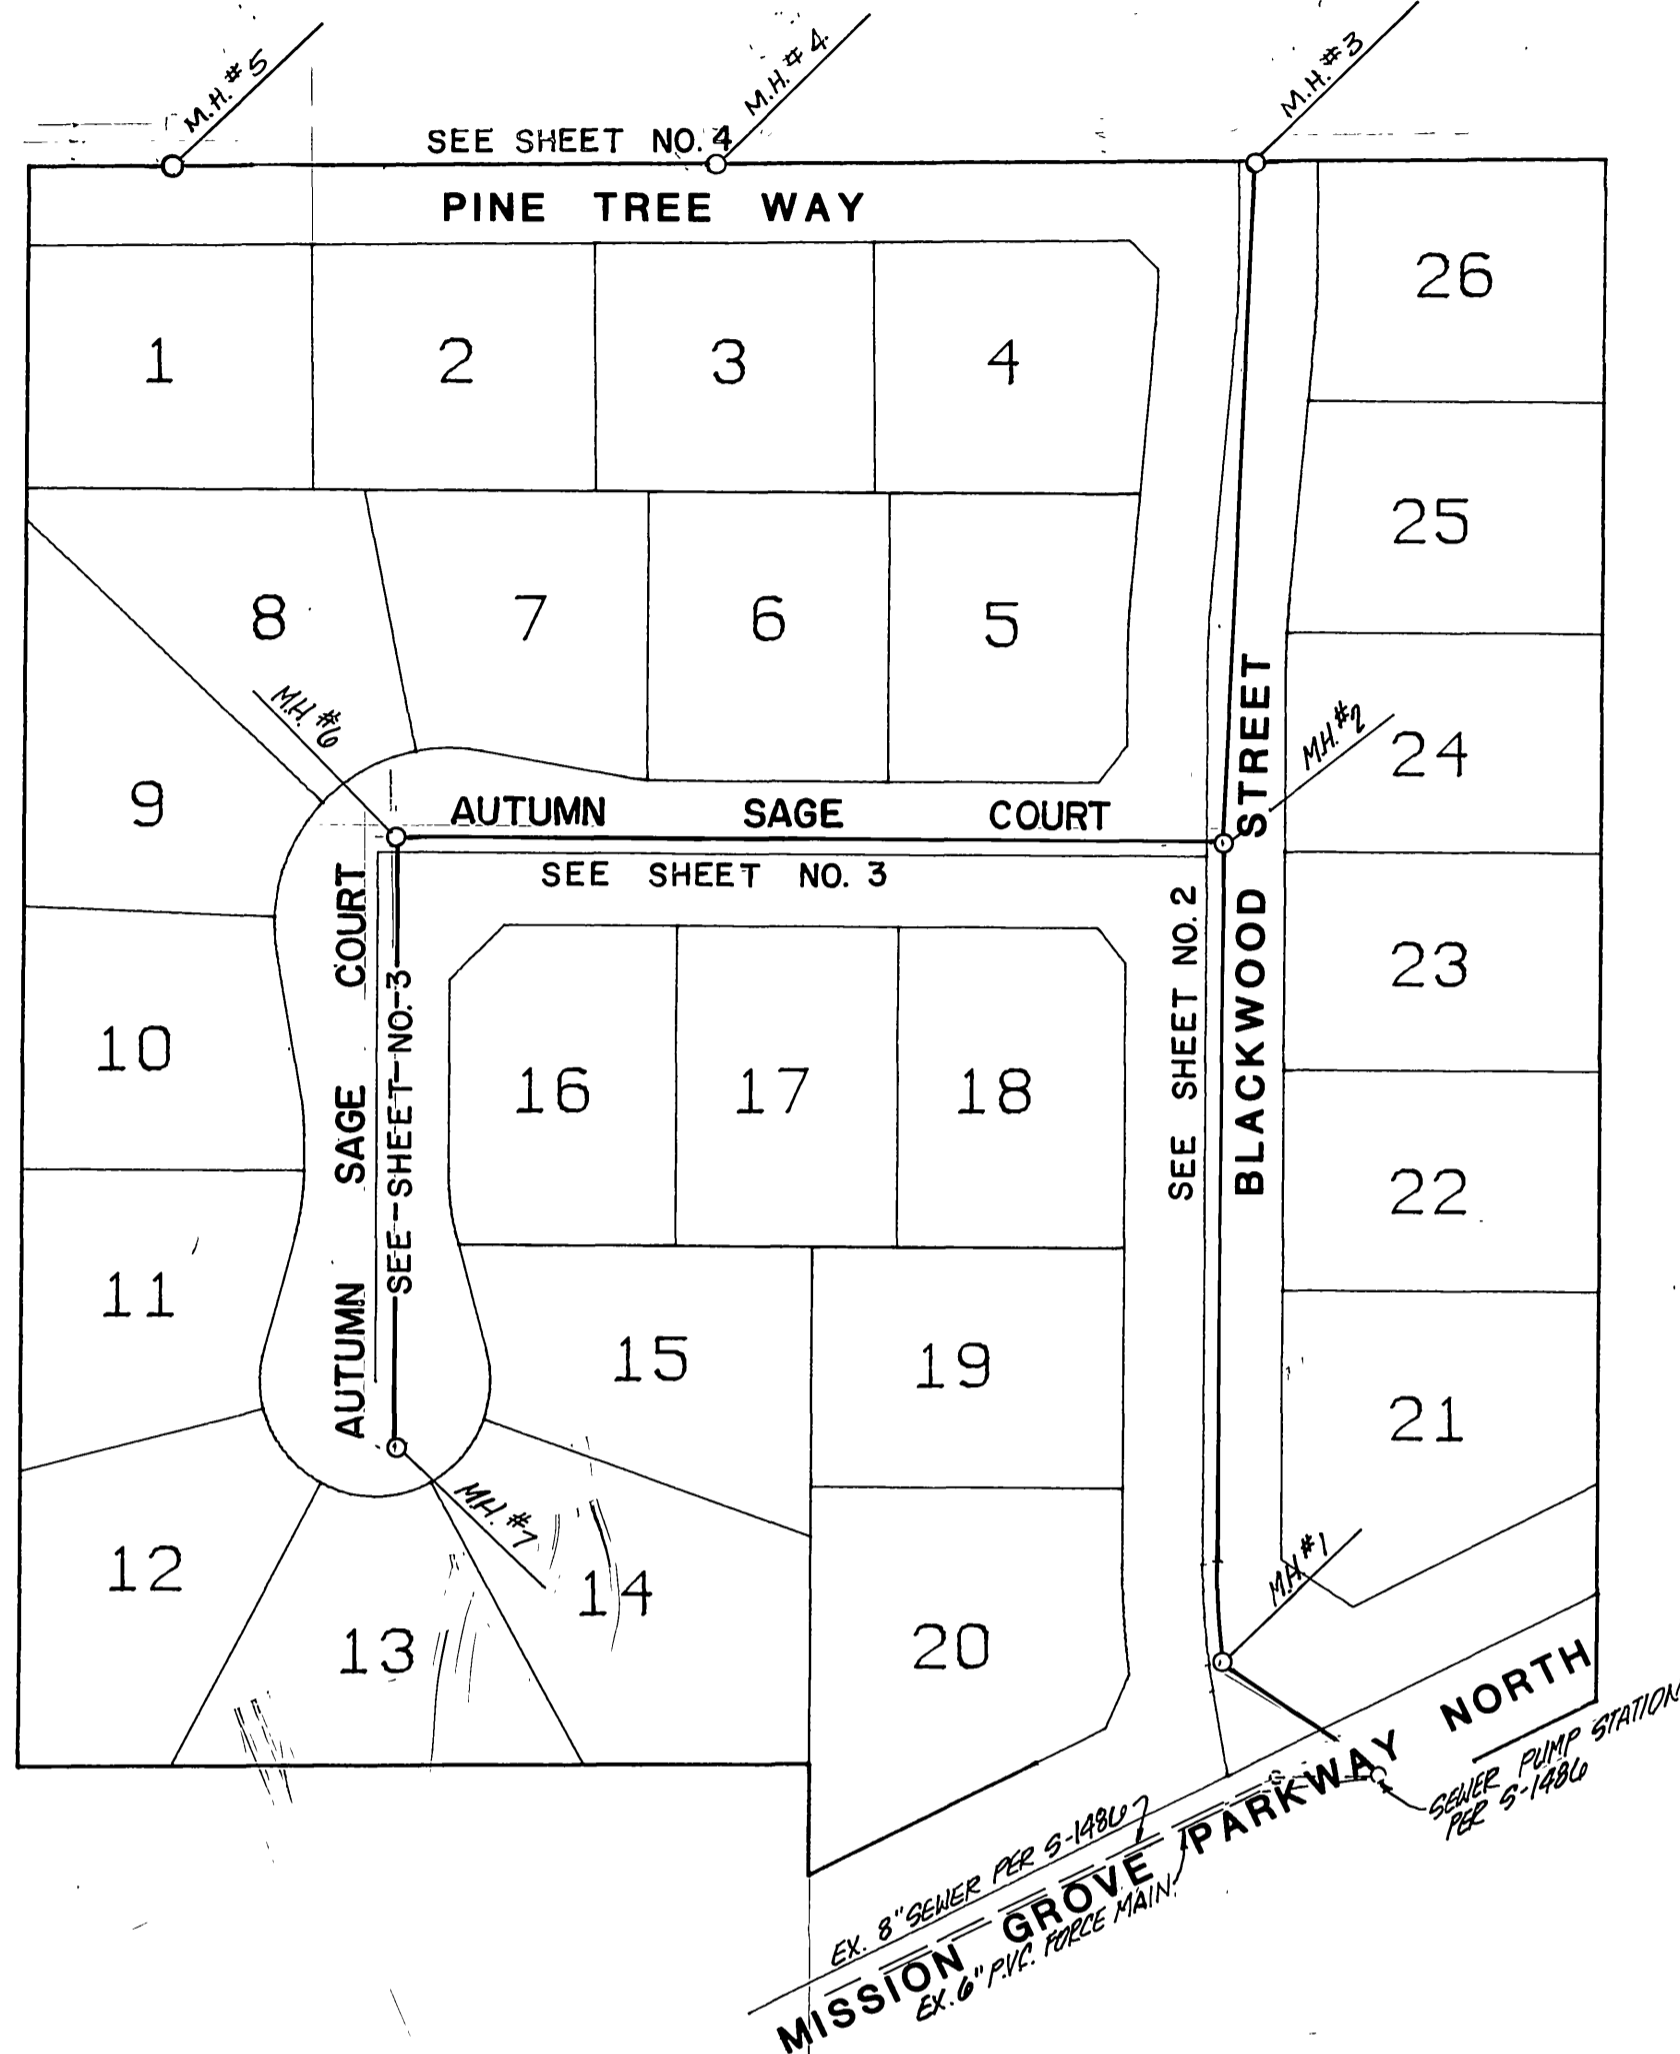 M.H. #5
M.H. #4
M.H. #3
SEE SHEET NO. 4
PINE TREE WAY
26
1
2
3
4
25
8
7
6
5
M.H. #6
M.H. #2
24
9
AUTUMN SAGE COURT
SEE SHEET NO. 3
BLACKWOOD STREET
SEE SHEET NO. 2
23
AUTUMN SAGE COURT
SEE SHEET NO. 3
10
16
17
18
22
11
15
19
21
M.H. #7
M.H. #1
12
13
14
20
MISSION GROVE PARKWAY NORTH
SEWER PUMP STATION
PER S-1486
EX. 8" SEWER PER S-1486
EX. 6" P.V.C. FORCE MAIN